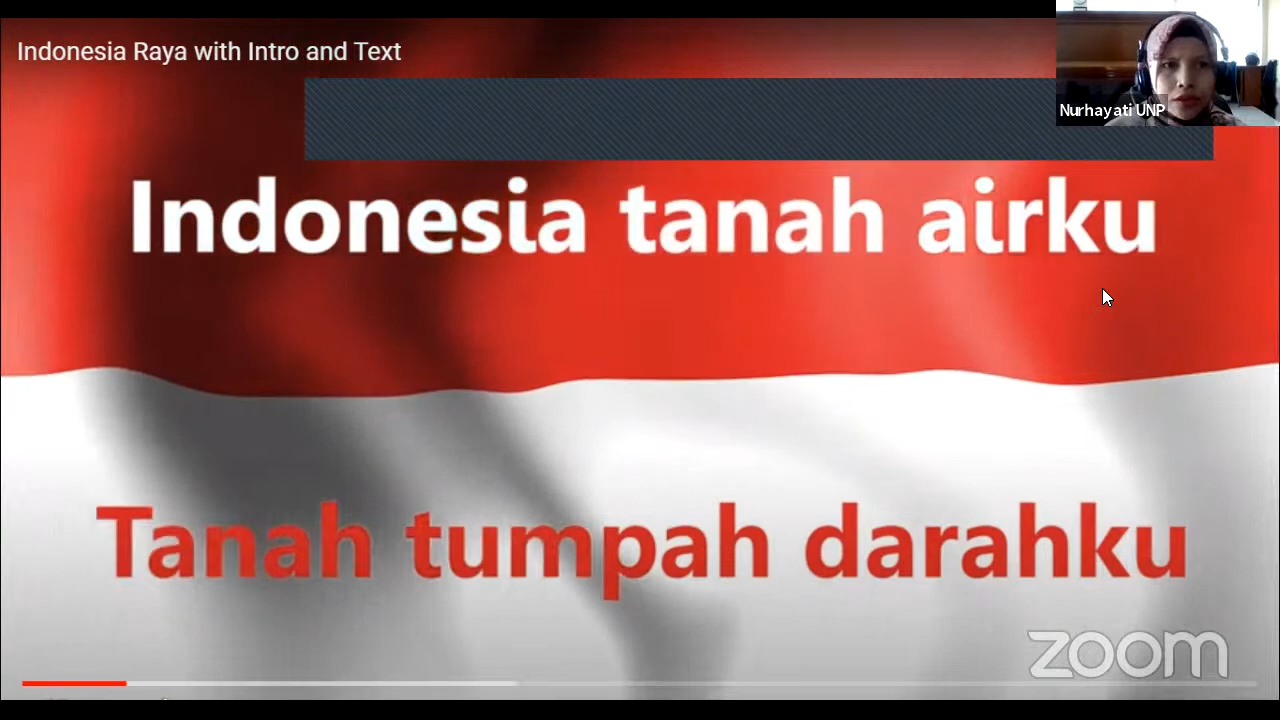 Indonesia Raya with Intro and Text
Nurhayati UNP
Indonesia tanah airku
Tanah tumpah darahku
zoom